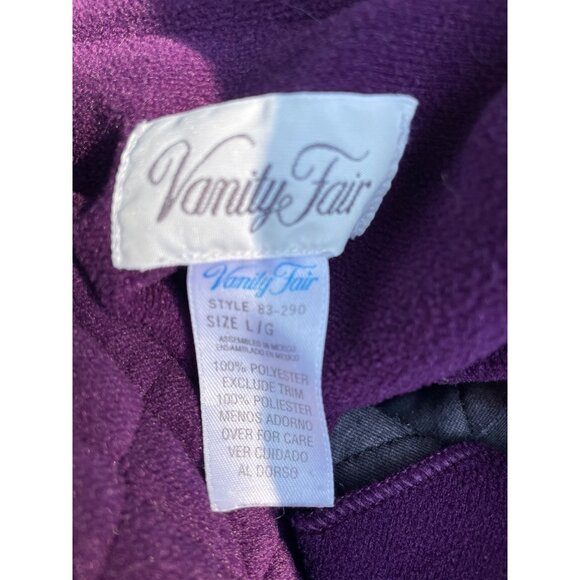 Vanity Fair
Vanity Fair
STYLE 83-290
SIZE L/G
ASSEMBLED IN MEXICO
ENSAMBLADO EN MEXICO
100% POLYESTER
EXCLUDE TRIM
100% POLIESTER
MENOS ADORNO
OVER FOR CARE
VER CUIDADO
AL DORSO